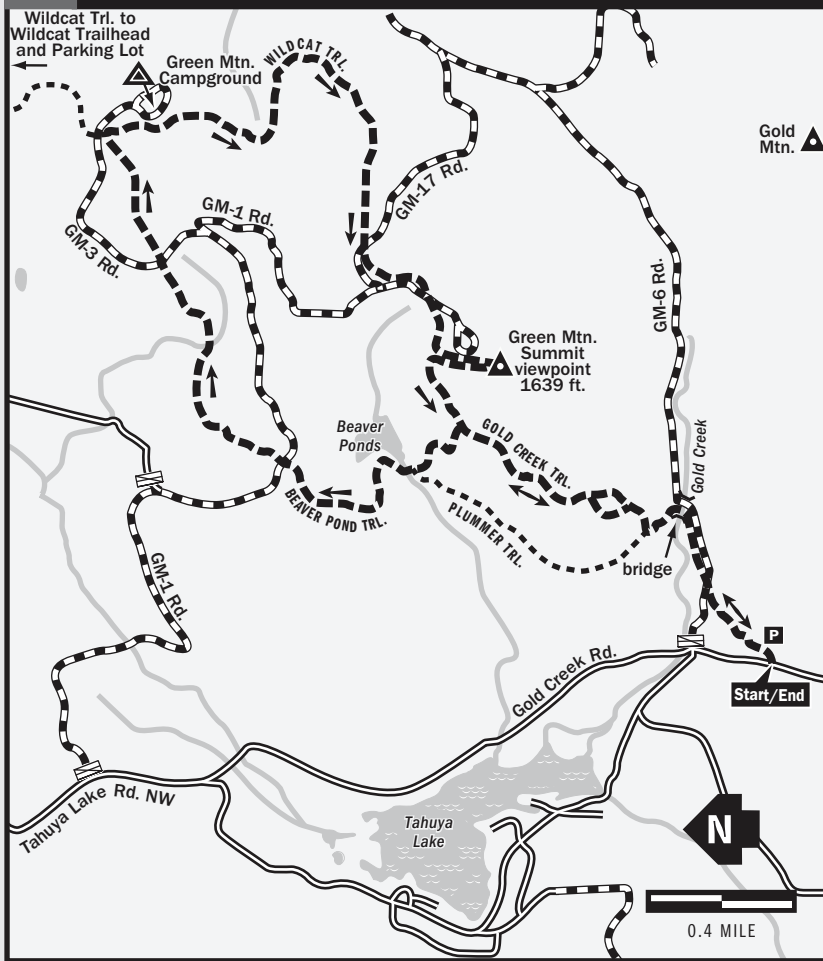 Wildcat Trl. to
Wildcat Trailhead
and Parking Lot
Green Mtn.
Campground
WILDCAT TRL.
Gold
Mtn.
GM-17 Rd.
GM-1 Rd.
GM-3 Rd.
GM-6 Rd.
Green Mtn.
Summit
viewpoint
1639 ft.
Beaver
Ponds
GOLD CREEK TRL.
Gold Creek
BEAVER POND TRL.
PLUMMER TRL.
bridge
GM-1 Rd.
P
Gold Creek Rd.
Start/End
Tahuya Lake Rd. NW
Tahuya
Lake
N
0.4 MILE